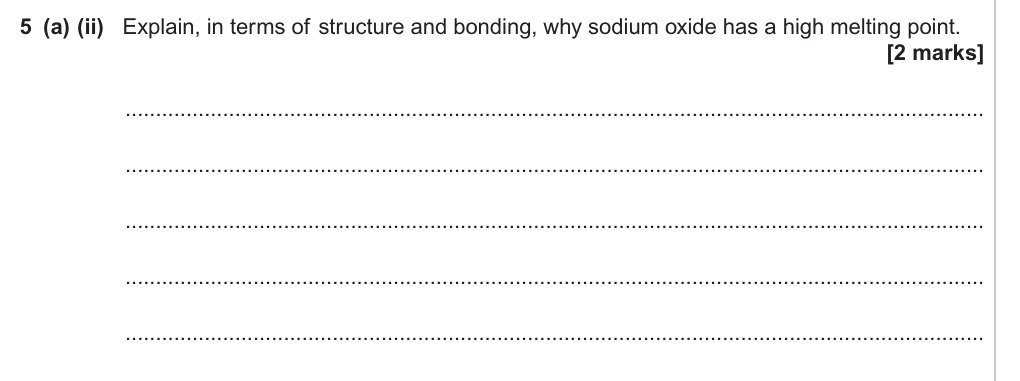 5 (a) (ii) Explain, in terms of structure and bonding, why sodium oxide has a high melting point.
[2 marks]